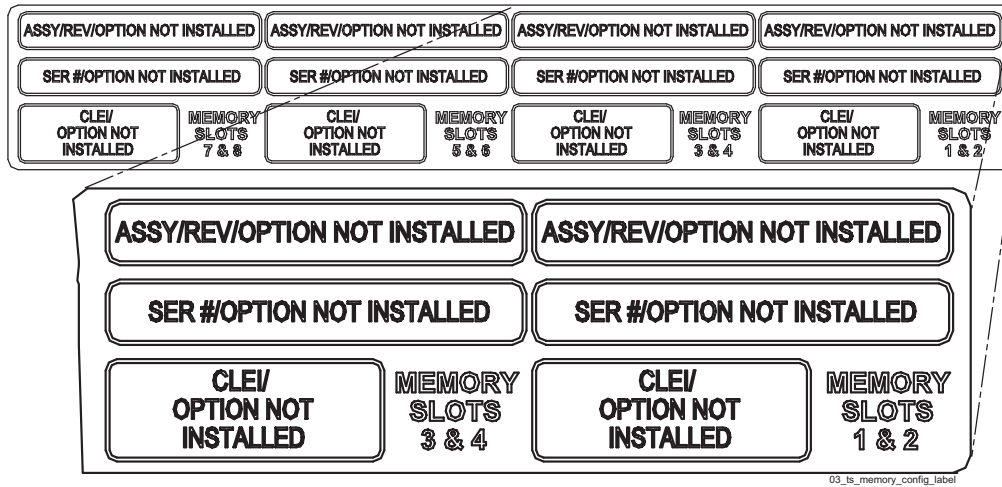 ASSY/REV/OPTION NOT INSTALLED ASSY/REV/OPTION NOT INSTALLED ASSY/REV/OPTION NOT INSTALLED ASSY/REV/OPTION NOT INSTALLED
SER #/OPTION NOT INSTALLED SER #/OPTION NOT INSTALLED SER #/OPTION NOT INSTALLED SER #/OPTION NOT INSTALLED
CLEI/
OPTION NOT
INSTALLED
MEMORY
SLOTS
7 & 8
CLEI/
OPTION NOT
INSTALLED
MEMORY
SLOTS
5 & 6
CLEI/
OPTION NOT
INSTALLED
MEMORY
SLOTS
3 & 4
CLEI/
OPTION NOT
INSTALLED
MEMORY
SLOTS
1 & 2
ASSY/REV/OPTION NOT INSTALLED ASSY/REV/OPTION NOT INSTALLED
SER #/OPTION NOT INSTALLED SER #/OPTION NOT INSTALLED
CLEI/
OPTION NOT
INSTALLED
MEMORY
SLOTS
3 & 4
CLEI/
OPTION NOT
INSTALLED
MEMORY
SLOTS
1 & 2
03_ts_memory_config_label